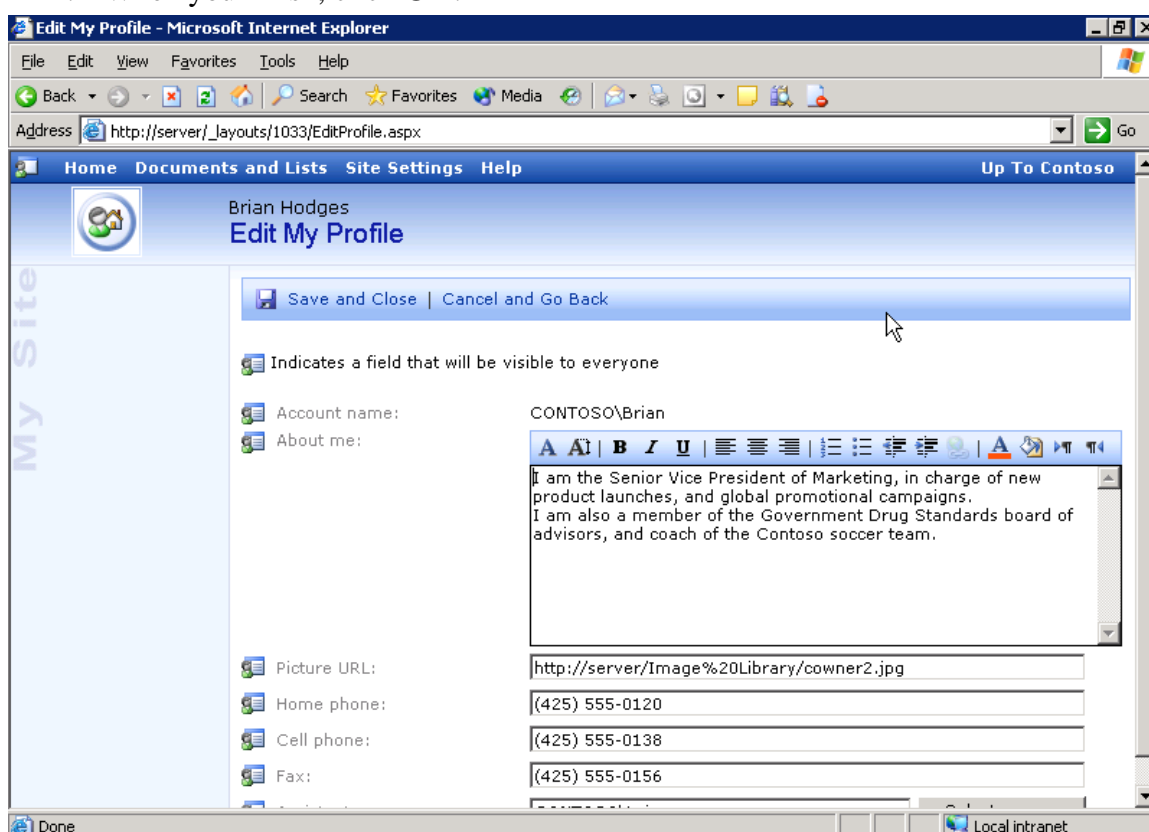 Edit My Profile - Microsoft Internet Explorer
File Edit View Favorites Tools Help
Back Search Favorites Media
Address http://server/_layouts/1033/EditProfile.aspx Go
Home Documents and Lists Site Settings Help Up To Contoso
Brian Hodges
Edit My Profile
My Site
Save and Close | Cancel and Go Back
Indicates a field that will be visible to everyone
Account name: CONTOSO\Brian
About me:
A A B I U A
I am the Senior Vice President of Marketing, in charge of new
product launches, and global promotional campaigns.
I am also a member of the Government Drug Standards board of
advisors, and coach of the Contoso soccer team.
Picture URL: http://server/Image%20Library/cowner2.jpg
Home phone: (425) 555-0120
Cell phone: (425) 555-0138
Fax: (425) 555-0156
Done Local intranet